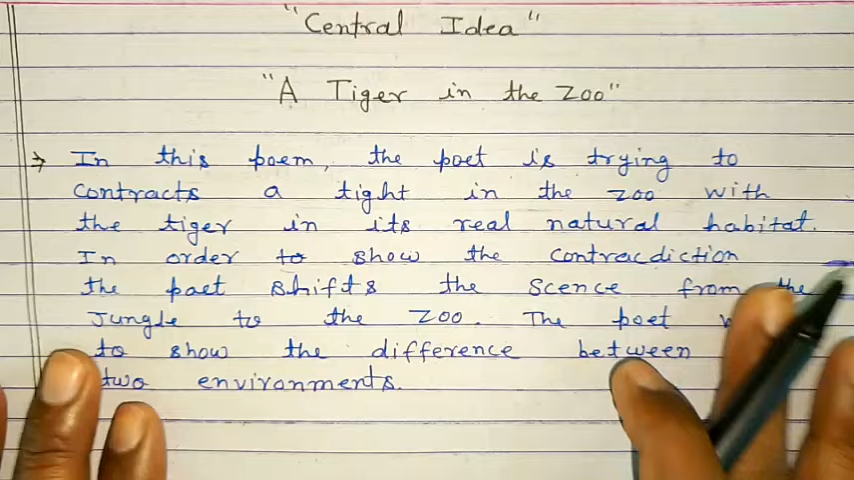 "Central Idea"
"A Tiger in the Zoo"
⇒ In this poem, the poet is trying to
contracts a tight in the zoo with
the tiger in its real natural habitat.
In order to show the contracdiction
the poet shifts the Scence from the
Jungle to the Zoo. The poet
to show the difference between
two environments.